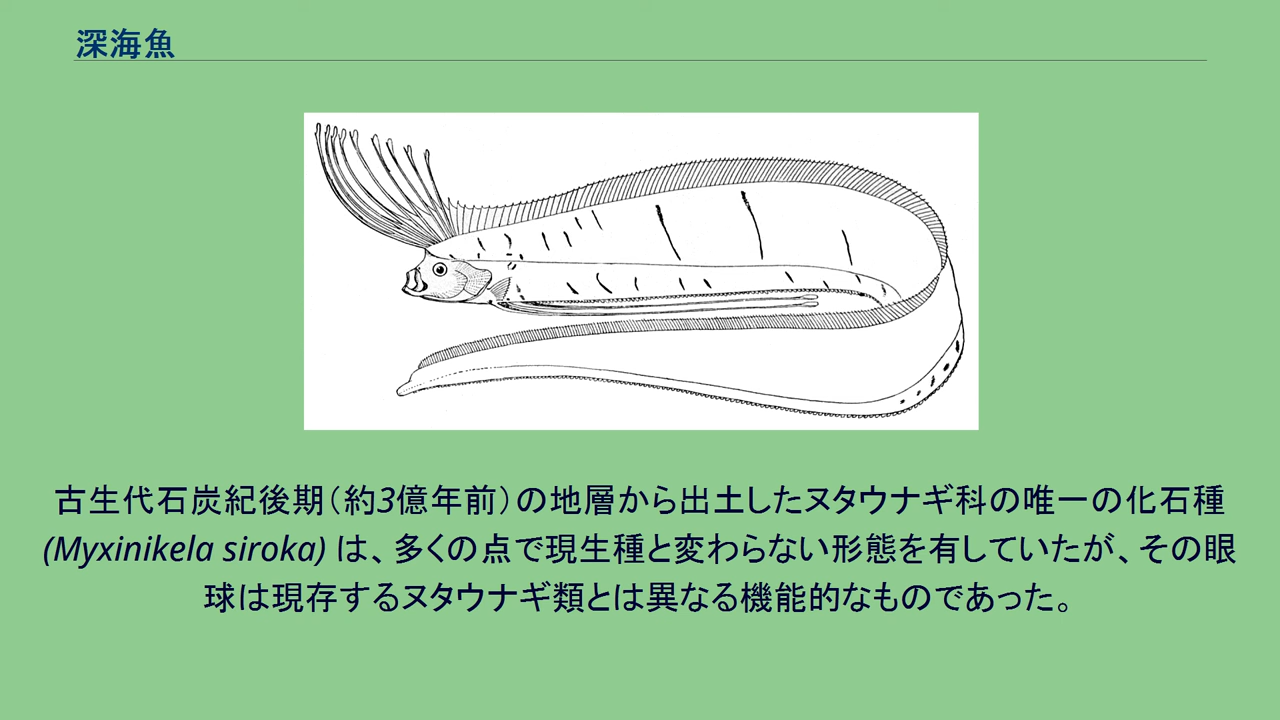 深海魚
古生代石炭紀後期（約3億年前）の地層から出土したヌタウナギ科の唯一の化石種
(Myxinikela siroka) は、多くの点で現生種と変わらない形態を有していたが、その眼
球は現存するヌタウナギ類とは異なる機能的なものであった。